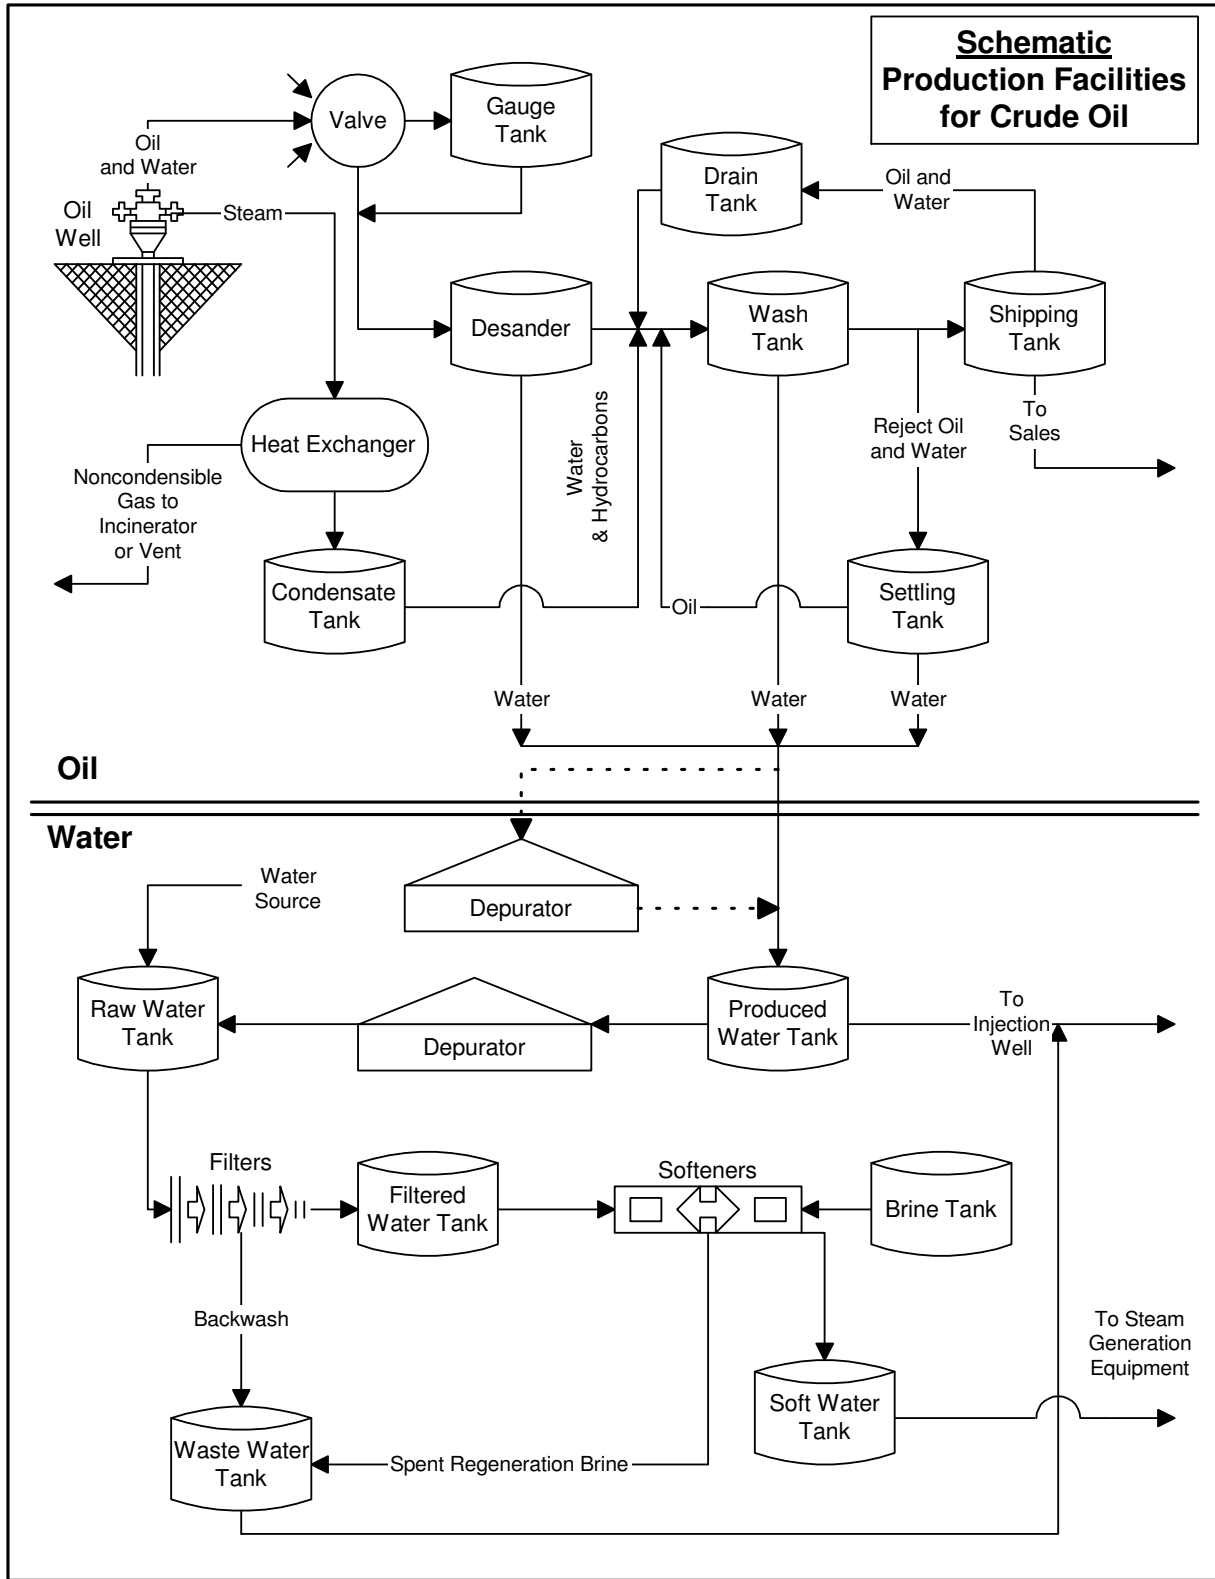 Schematic
Production Facilities
for Crude Oil
Valve
Gauge
Tank
Oil
and Water
Drain
Tank
Oil and
Water
Oil
Well
Steam
Desander
Wash
Tank
Shipping
Tank
Heat Exchanger
Water
& Hydrocarbons
Reject Oil
and Water
To
Sales
Noncondensible
Gas to
Incinerator
or Vent
Condensate
Tank
Oil
Settling
Tank
Water
Water
Water
Oil
Water
Water
Source
Depurator
Raw Water
Tank
Depurator
Produced
Water Tank
To
Injection
Well
Filters
Filtered
Water Tank
Softeners
Brine Tank
Backwash
To Steam
Generation
Equipment
Soft Water
Tank
Waste Water
Tank
Spent Regeneration Brine